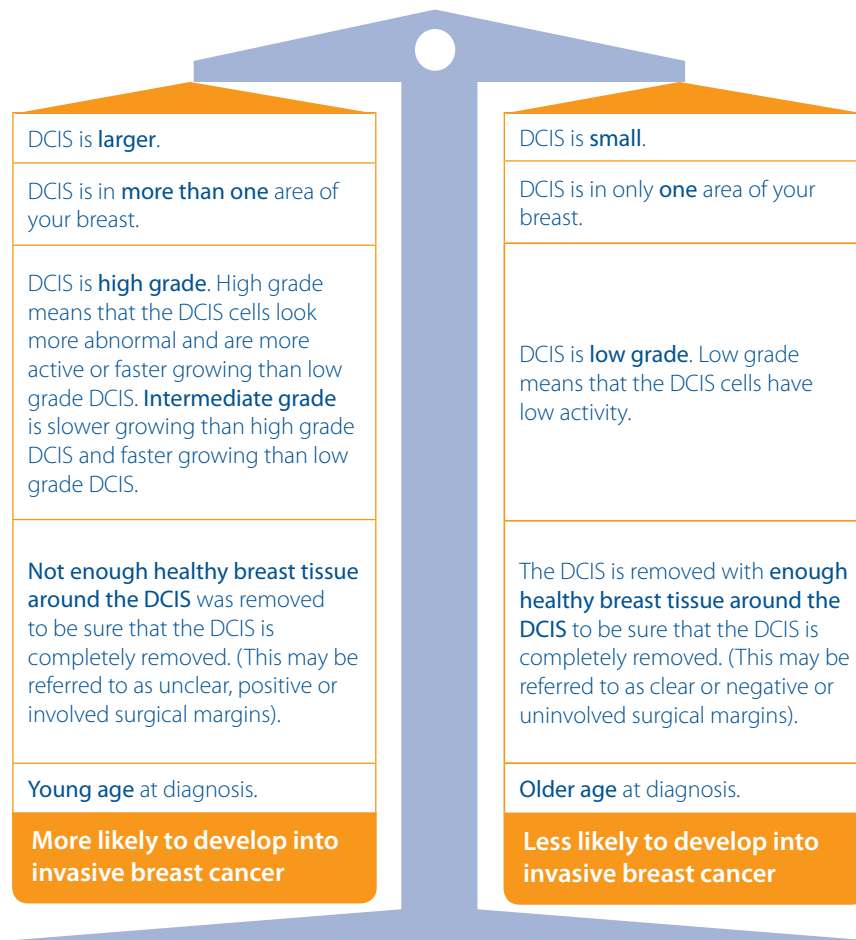 DCIS is larger.
DCIS is in more than one area of
your breast.
DCIS is high grade. High grade
means that the DCIS cells look
more abnormal and are more
active or faster growing than low
grade DCIS. Intermediate grade
is slower growing than high grade
DCIS and faster growing than low
grade DCIS.
Not enough healthy breast tissue
around the DCIS was removed
to be sure that the DCIS is
completely removed. (This may be
referred to as unclear, positive or
involved surgical margins).
Young age at diagnosis.
More likely to develop into
invasive breast cancer
DCIS is small.
DCIS is in only one area of your
breast.
DCIS is low grade. Low grade
means that the DCIS cells have
low activity.
The DCIS is removed with enough
healthy breast tissue around the
DCIS to be sure that the DCIS is
completely removed. (This may be
referred to as clear or negative or
uninvolved surgical margins).
Older age at diagnosis.
Less likely to develop into
invasive breast cancer